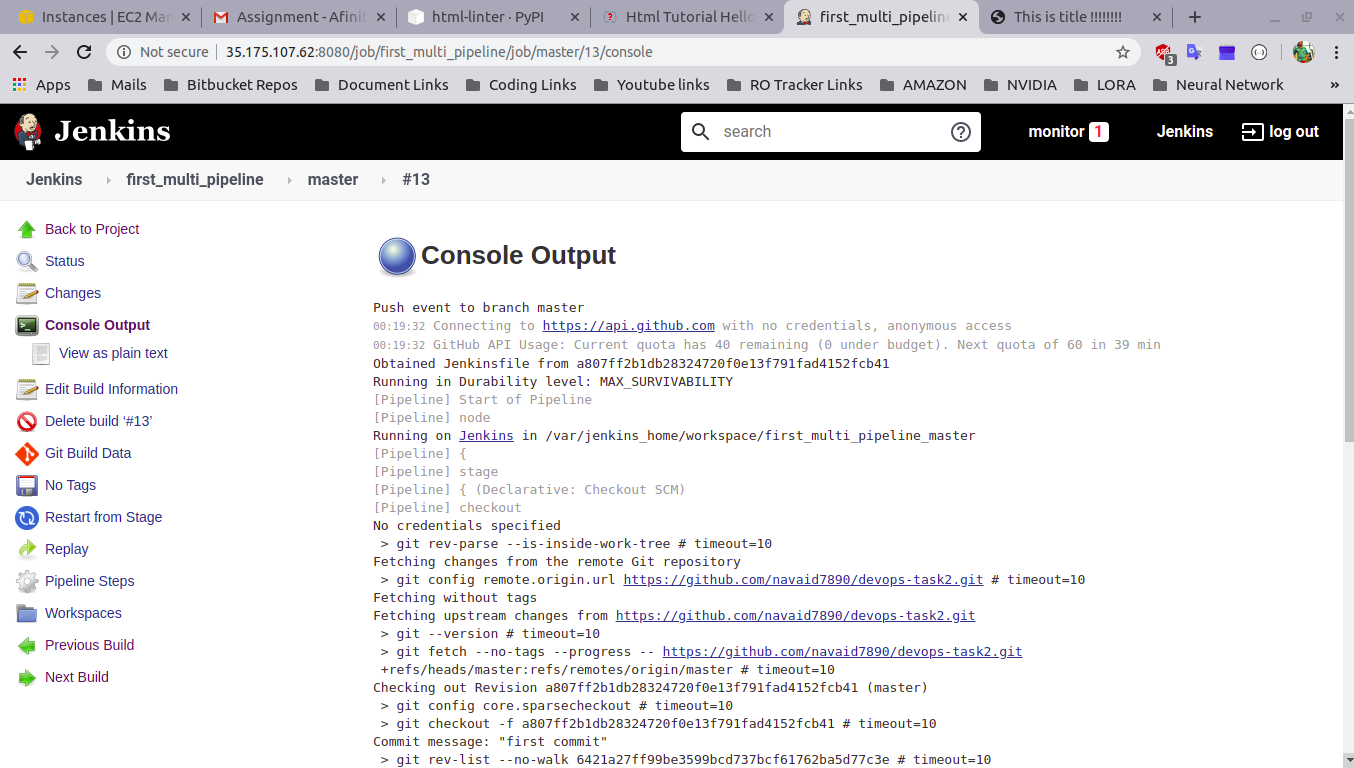 Instances | EC2 Man
Assignment - Afinit
html-linter · PyPI
Html Tutorial Hello
first_multi_pipeline
This is title !!!!!!!!
Not secure
35.175.107.62:8080/job/first_multi_pipeline/job/master/13/console
3
Apps
Mails
Bitbucket Repos
Document Links
Coding Links
Youtube links
RO Tracker Links
AMAZON
NVIDIA
LORA
Neural Network
»
Jenkins
search
monitor 1
Jenkins
log out
Jenkins
first_multi_pipeline
master
#13
Back to Project
Status
Changes
Console Output
View as plain text
Edit Build Information
Delete build ‘#13’
Git Build Data
No Tags
Restart from Stage
Replay
Pipeline Steps
Workspaces
Previous Build
Next Build
Console Output
Push event to branch master
00:19:32 Connecting to https://api.github.com with no credentials, anonymous access
00:19:32 GitHub API Usage: Current quota has 40 remaining (0 under budget). Next quota of 60 in 39 min
Obtained Jenkinsfile from a807ff2b1db28324720f0e13f791fad4152fcb41
Running in Durability level: MAX_SURVIVABILITY
[Pipeline] Start of Pipeline
[Pipeline] node
Running on Jenkins in /var/jenkins_home/workspace/first_multi_pipeline_master
[Pipeline] {
[Pipeline] stage
[Pipeline] { (Declarative: Checkout SCM)
[Pipeline] checkout
No credentials specified
> git rev-parse --is-inside-work-tree # timeout=10
Fetching changes from the remote Git repository
> git config remote.origin.url https://github.com/navaid7890/devops-task2.git # timeout=10
Fetching without tags
Fetching upstream changes from https://github.com/navaid7890/devops-task2.git
> git --version # timeout=10
> git fetch --no-tags --progress -- https://github.com/navaid7890/devops-task2.git
+refs/heads/master:refs/remotes/origin/master # timeout=10
Checking out Revision a807ff2b1db28324720f0e13f791fad4152fcb41 (master)
> git config core.sparsecheckout # timeout=10
> git checkout -f a807ff2b1db28324720f0e13f791fad4152fcb41 # timeout=10
Commit message: "first commit"
> git rev-list --no-walk 6421a27ff99be3599bcd737bcf61762ba5d77c3e # timeout=10